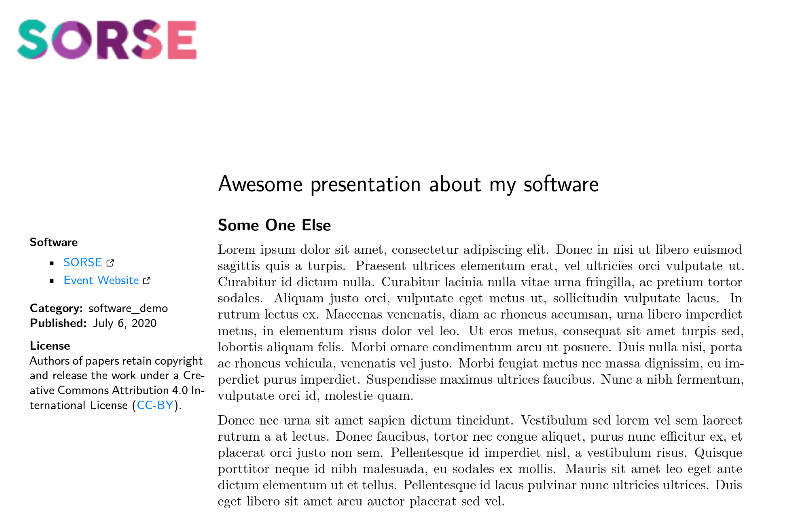 SORSE
Awesome presentation about my software
Some One Else
Software
SORSE
Event Website
Category: software_demo
Published: July 6, 2020
License
Authors of papers retain copyright
and release the work under a Cre-
ative Commons Attribution 4.0 In-
ternational License (CC-BY).
Lorem ipsum dolor sit amet, consectetur adipiscing elit. Donec in nisi ut libero euismod
sagittis quis a turpis. Praesent ultrices elementum erat, vel ultricies orci vulputate ut.
Curabitur id dictum nulla. Curabitur lacinia nulla vitae urna fringilla, ac pretium tortor
sodales. Aliquam justo orci, vulputate eget metus ut, sollicitudin vulputate lacus. In
rutrum lectus ex. Maecenas venenatis, diam ac rhoncus accumsan, urna libero imperdiet
metus, in elementum risus dolor vel leo. Ut eros metus, consequat sit amet turpis sed,
lobortis aliquam felis. Morbi ornare condimentum arcu ut posuere. Duis nulla nisi, porta
ac rhoncus vehicula, venenatis vel justo. Morbi feugiat metus nec massa dignissim, eu im-
perdiet purus imperdiet. Suspendisse maximus ultrices faucibus. Nunc a nibh fermentum,
vulputate orci id, molestie quam.
Donec nec urna sit amet sapien dictum tincidunt. Vestibulum sed lorem vel sem laoreet
rutrum a at lectus. Donec faucibus, tortor nec congue aliquet, purus nunc efficitur ex, et
placerat orci justo non sem. Pellentesque id imperdiet nisl, a vestibulum risus. Quisque
porttitor neque id nibh malesuada, eu sodales ex mollis. Mauris sit amet leo eget ante
dictum elementum ut et tellus. Pellentesque id lacus pulvinar nunc ultricies ultrices. Duis
eget libero sit amet arcu auctor placerat sed vel.